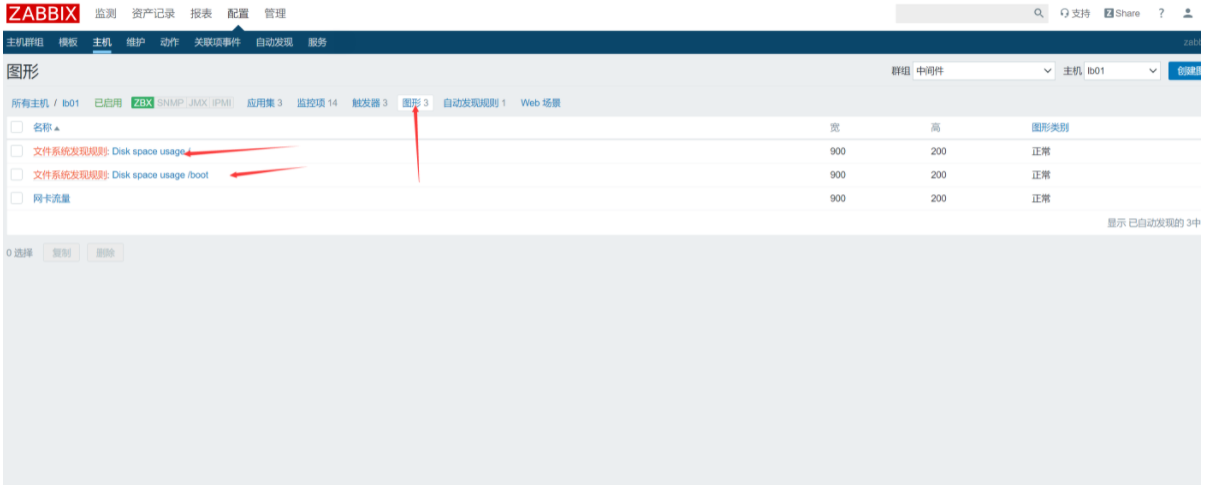 ZABBIX 监测 资产记录 报表 配置 管理 支持 Z Share ?
主机群组 模板 主机 维护 动作 关联项事件 自动发现 服务
图形 群组 中间件 主机 lb01
所有主机 / lb01 已启用 ZBX SNMP JMX IPMI 应用集 3 监控项 14 触发器 3 图形 3 自动发现规则 1 Web 场景
名称 宽 高 图形类别
文件系统发现规则: Disk space usage / 900 200 正常
文件系统发现规则: Disk space usage /boot 900 200 正常
网卡流量 900 200 正常
显示 已自动发现的 3中
0 选择 复制 删除